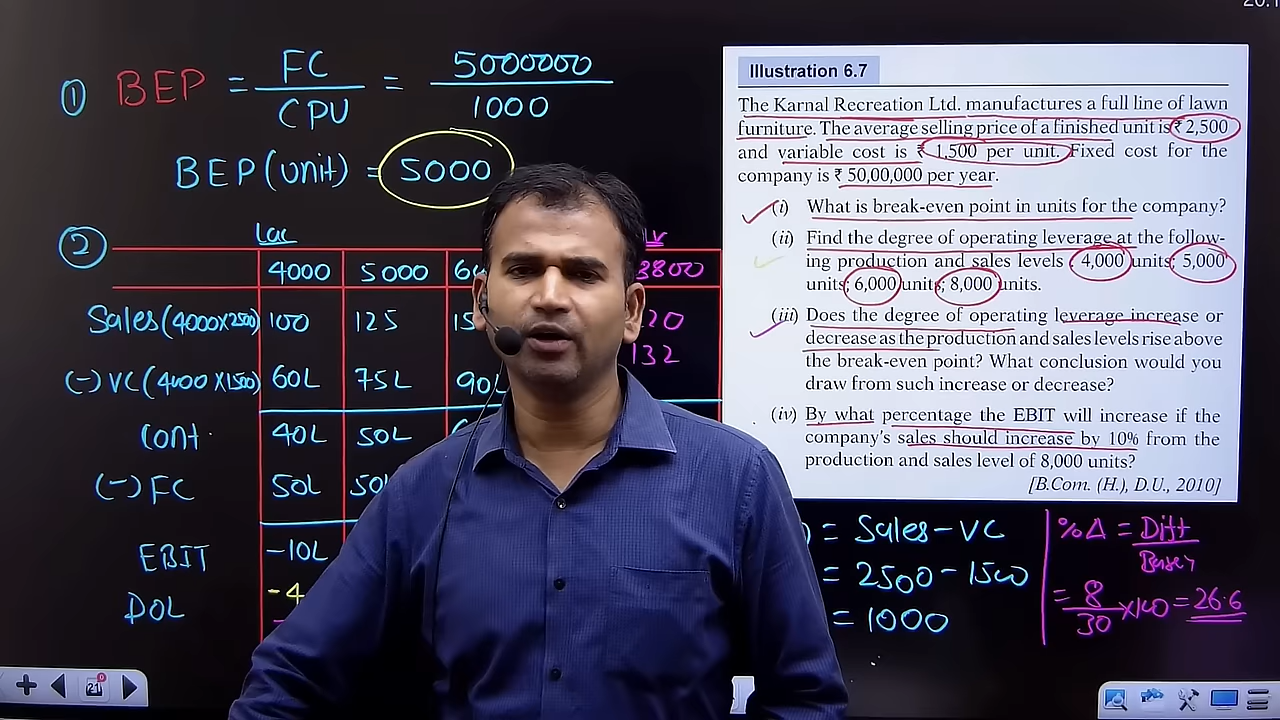 ① BEP = FC / CPU = 5000000 / 1000
BEP (unit) = 5000
②
Lac
4000 5000
Sales (4000×2500) 100 125 15
(-) VC (4000×1500) 60L 75L 90L
Cont. 40L 50L
(-) FC 50L
EBIT -10L
DOL -4
8800
132
Illustration 6.7
The Karnal Recreation Ltd. manufactures a full line of lawn
furniture. The average selling price of a finished unit is ₹ 2,500
and variable cost is ₹ 1,500 per unit. Fixed cost for the
company is ₹ 50,00,000 per year.
(i) What is break-even point in units for the company?
(ii) Find the degree of operating leverage at the follow-
ing production and sales levels 4,000 units; 5,000
units; 6,000 units; 8,000 units.
(iii) Does the degree of operating leverage increase or
decrease as the production and sales levels rise above
the break-even point? What conclusion would you
draw from such increase or decrease?
(iv) By what percentage the EBIT will increase if the
company's sales should increase by 10% from the
production and sales level of 8,000 units?
[B.Com. (H.), D.U., 2010]
= Sales - VC
= 2500 - 1500
= 1000
% Δ = Diff / Base
= 8 / 30 × 100 = 26.6
21